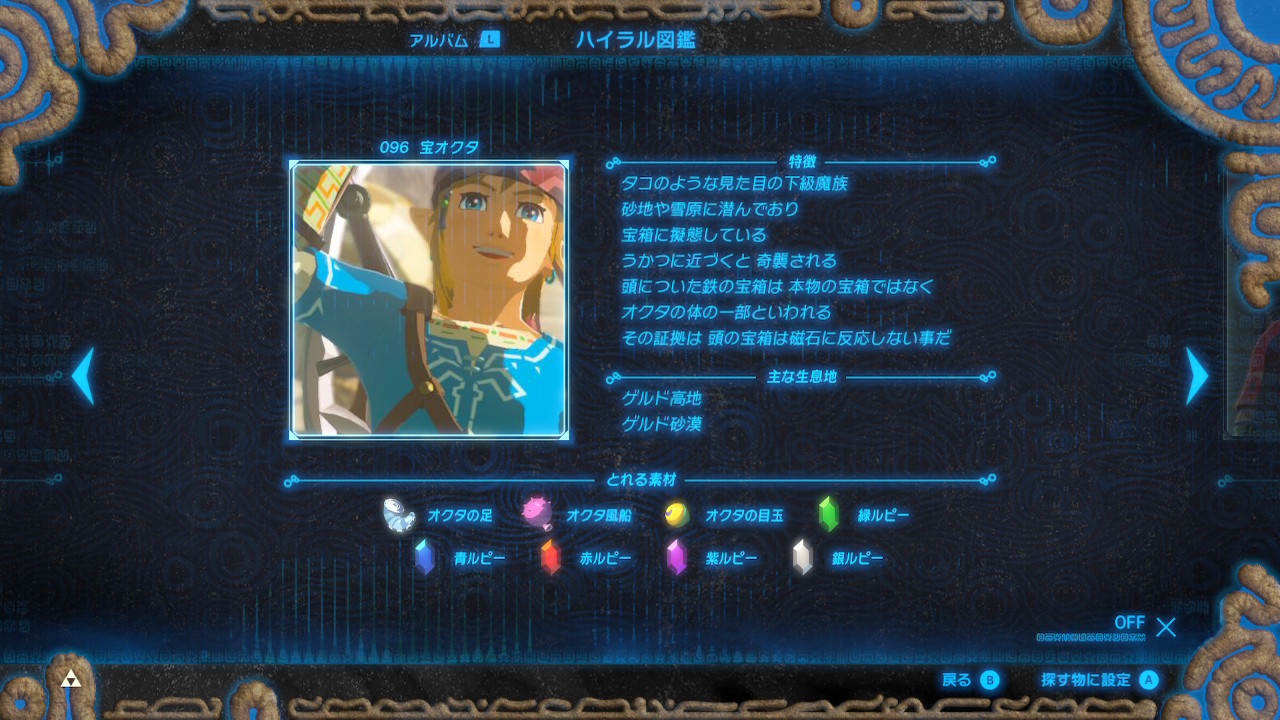 アルバム L
ハイラル図鑑
096 宝オクタ
特徴
タコのような見た目の下級魔族
砂地や雪原に潜んでおり
宝箱に擬態している
うかつに近づくと 奇襲される
頭についた鉄の宝箱は 本物の宝箱ではなく
オクタの体の一部といわれる
その証拠は 頭の宝箱は磁石に反応しない事だ
主な生息地
ゲルド高地
ゲルド砂漠
とれる素材
オクタの足 オクタ風船 オクタの目玉 緑ルピー
青ルピー 赤ルピー 紫ルピー 銀ルピー
OFF
戻る B 探す物に設定 A